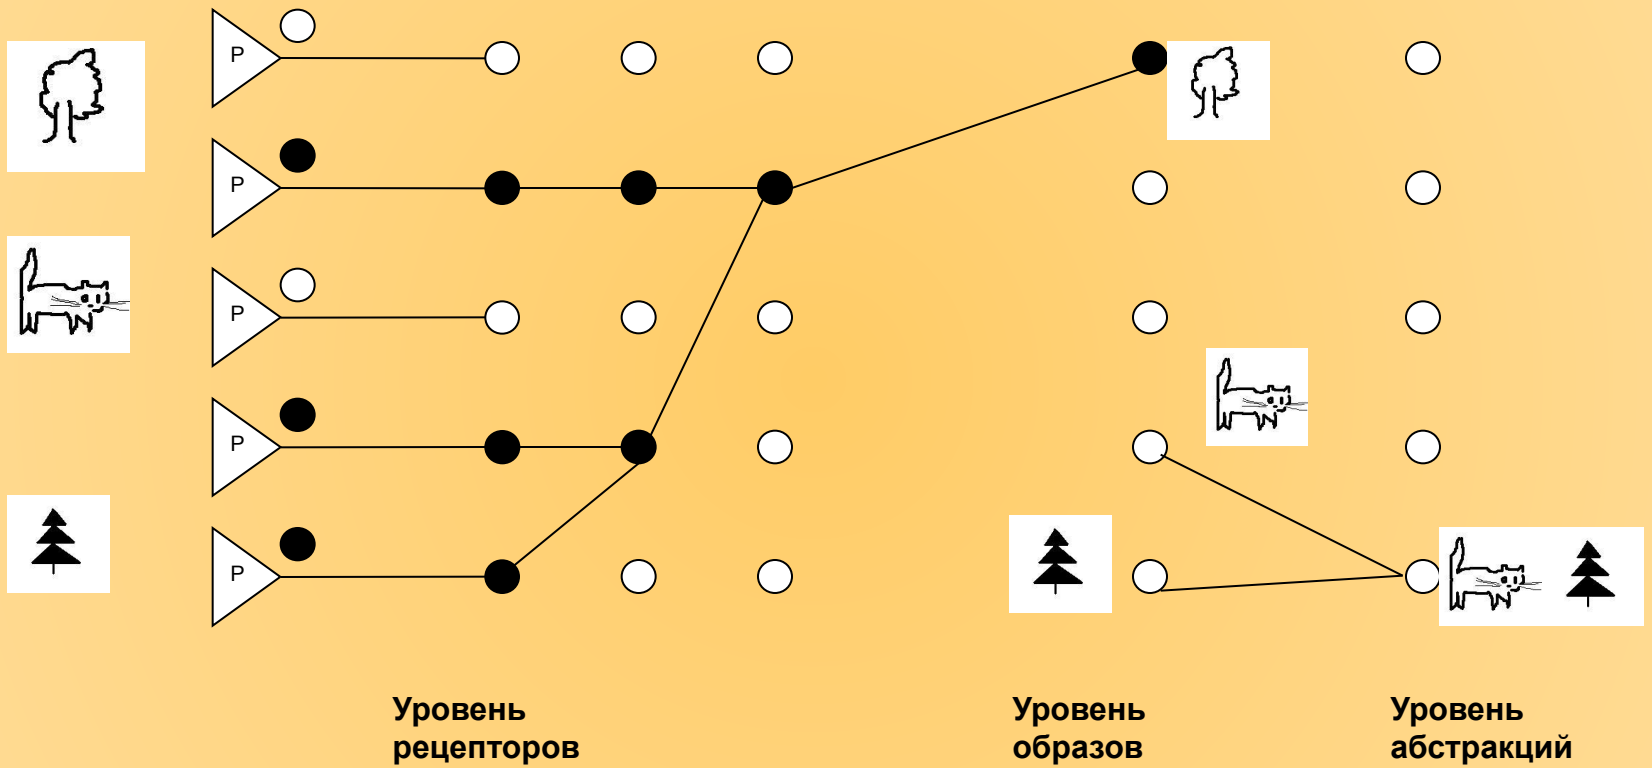 P
P
P
P
P
Уровень
рецепторов
Уровень
образов
Уровень
абстракций